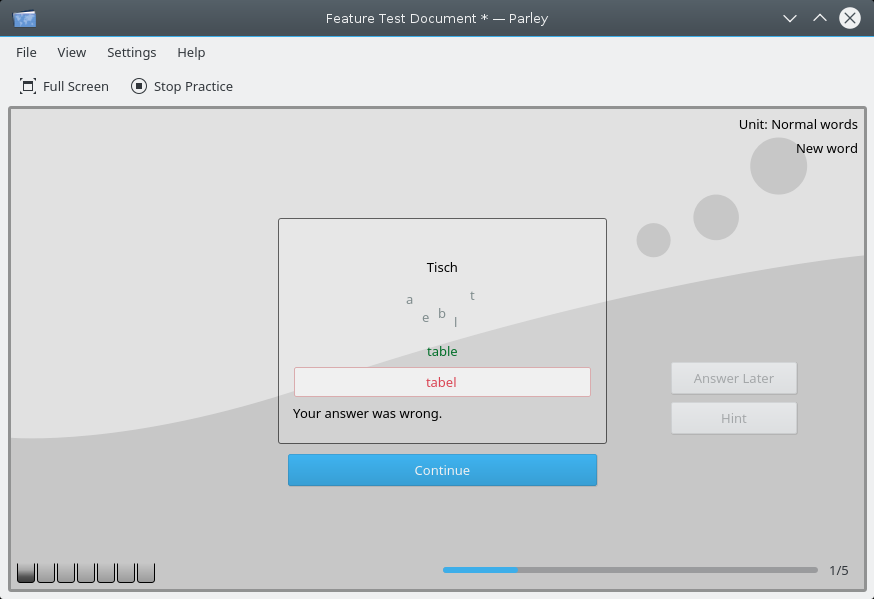 Feature Test Document * — Parley
File View Settings Help
Full Screen Stop Practice
Unit: Normal words
New word
Tisch
a e b l t
table
tabel
Your answer was wrong.
Answer Later
Hint
Continue
1/5